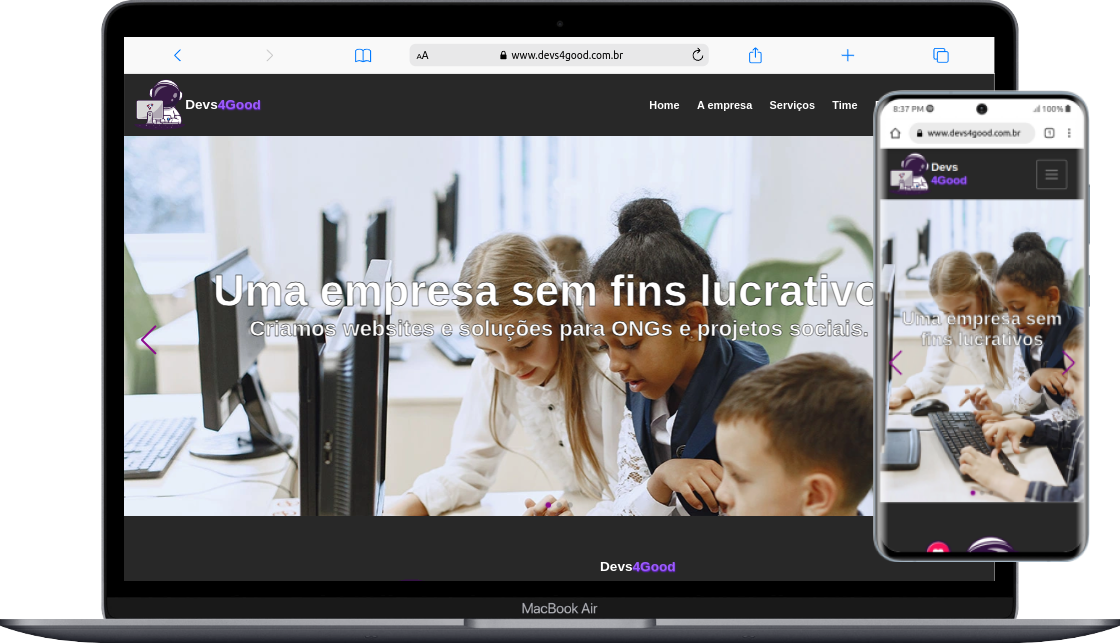 AA www.devs4good.com.br
Devs4Good
Home A empresa Serviços Time
8:37 PM 100%
www.devs4good.com.br
Devs
4Good
Uma empresa sem fins lucrativo
Criamos websites e soluções para ONGs e projetos sociais.
Uma empresa sem
fins lucrativos
Devs4Good
MacBook Air